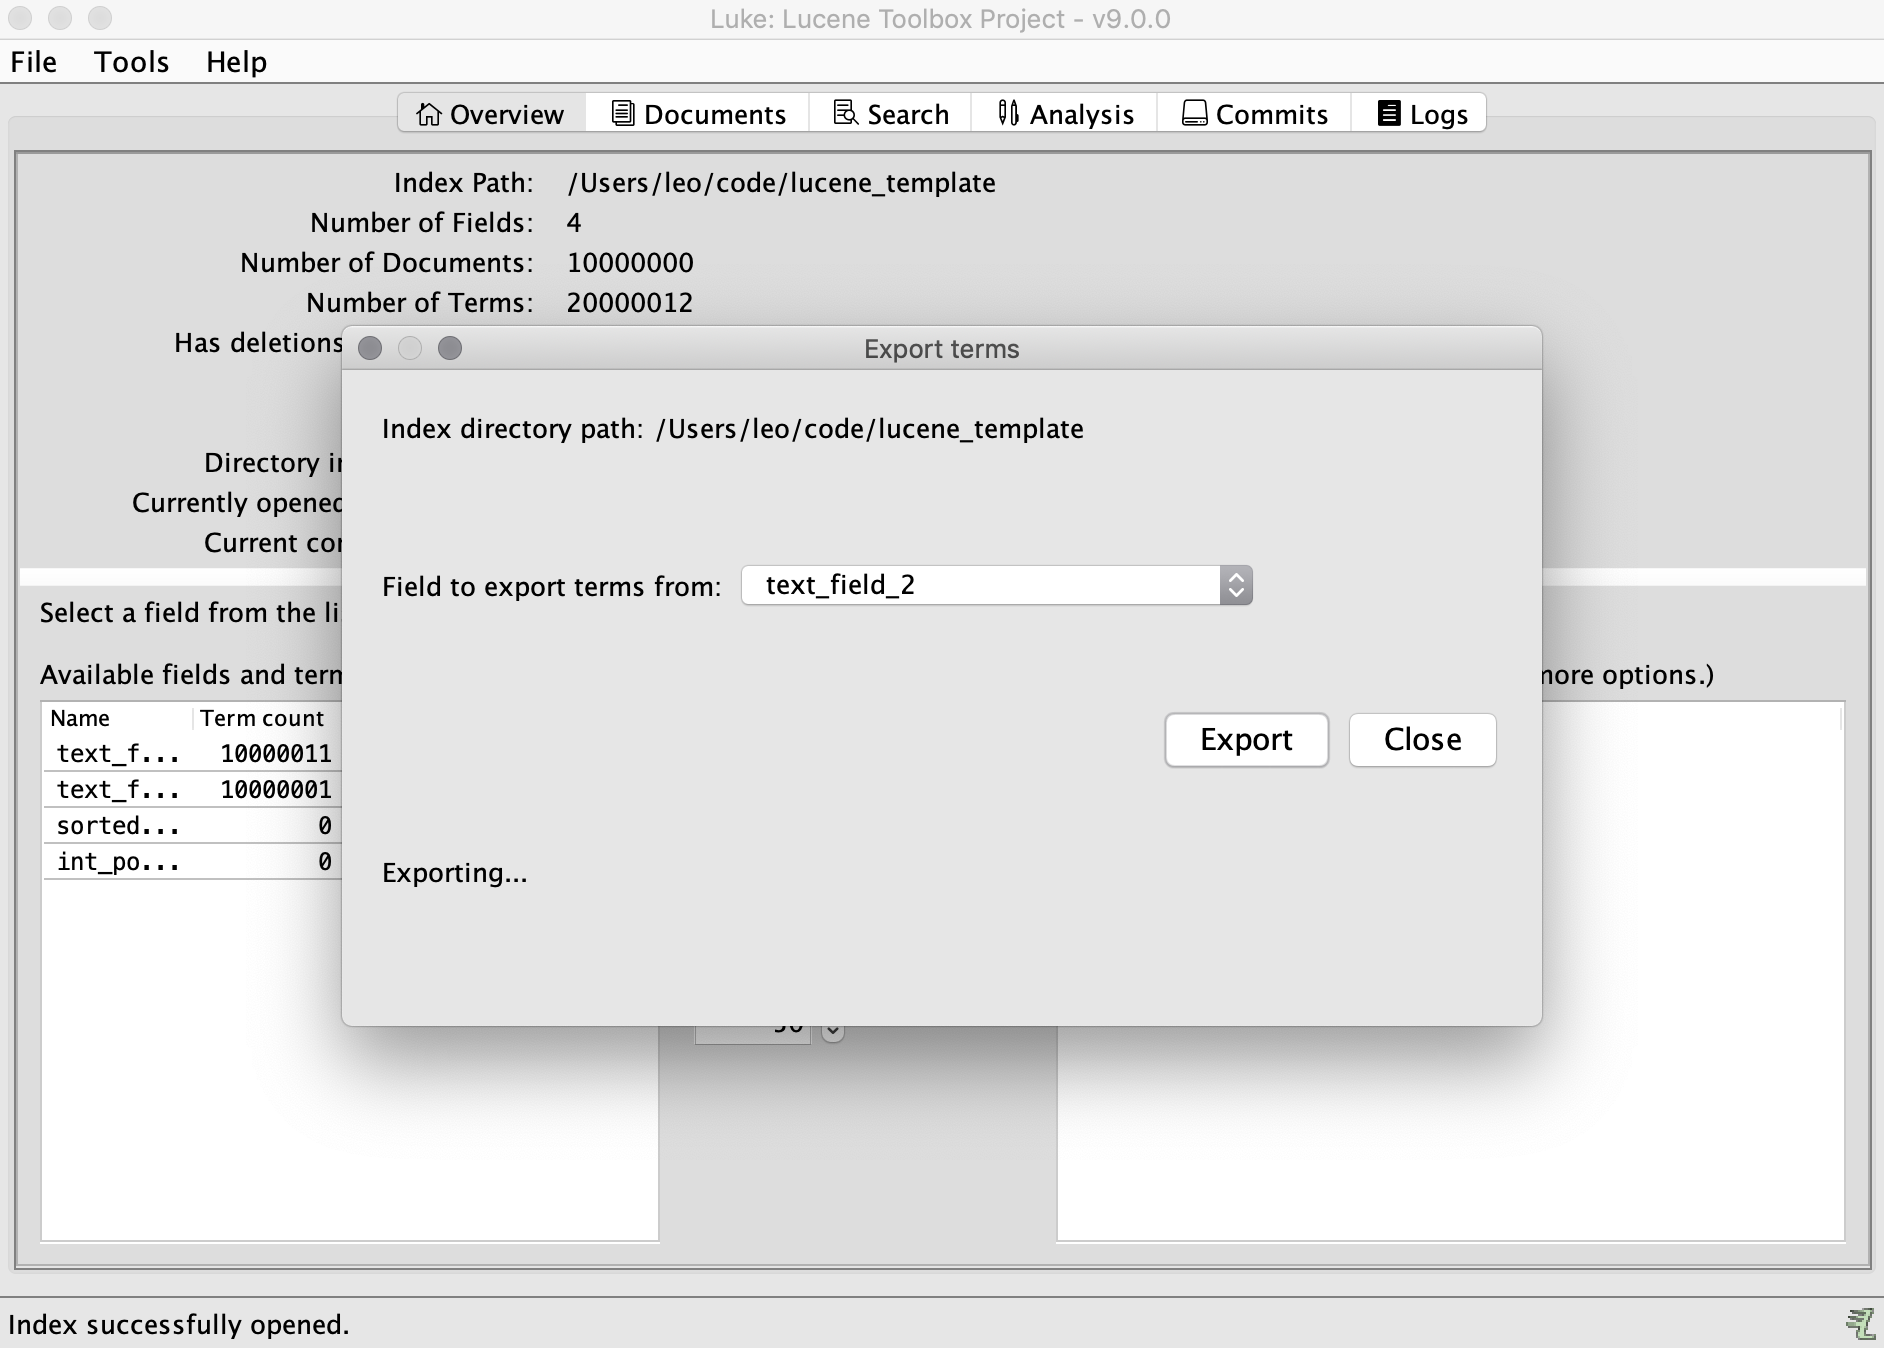 Luke: Lucene Toolbox Project - v9.0.0
File Tools Help
Overview Documents Search Analysis Commits Logs
Index Path: /Users/leo/code/lucene_template
Number of Fields: 4
Number of Documents: 10000000
Number of Terms: 20000012
Has deletions
Export terms
Index directory path: /Users/leo/code/lucene_template
Directory
Currently opened
Current
Field to export terms from: text_field_2
Select a field from the
Available fields and
more options.)
Name Term count
text_f... 10000011
text_f... 10000001
sorted... 0
int_po... 0
Export Close
Exporting...
Index successfully opened.